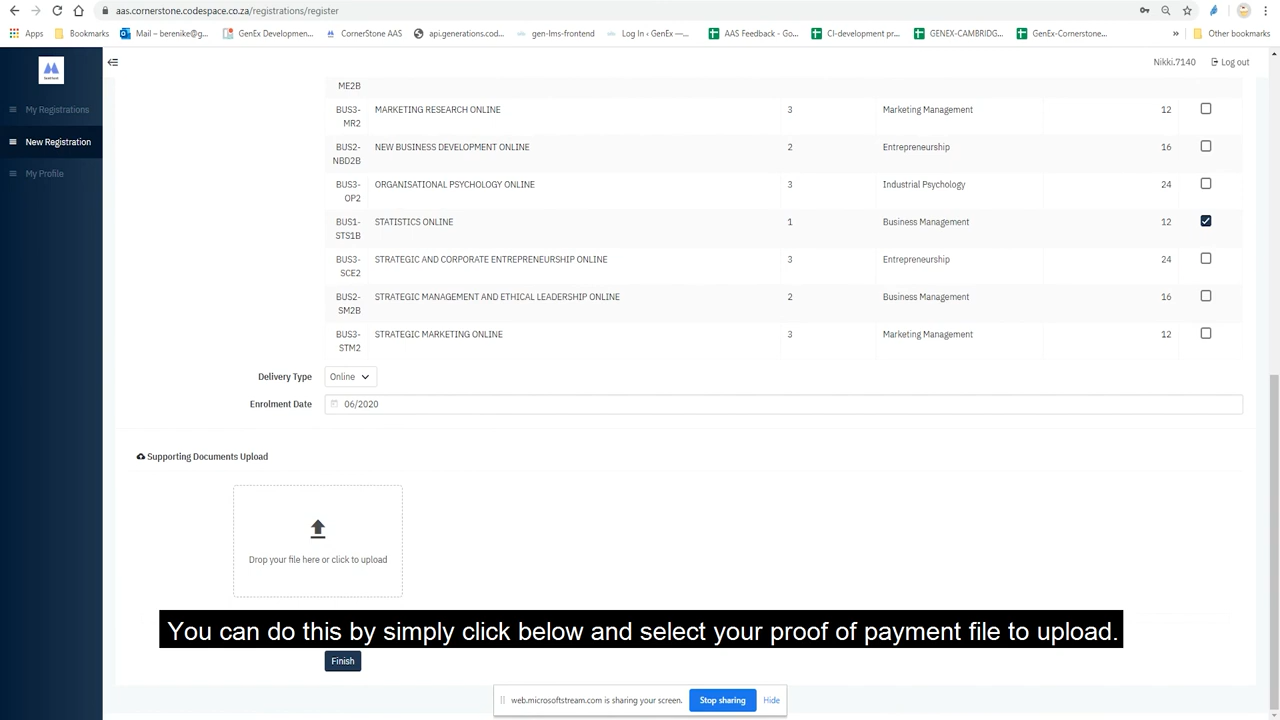 aas.cornerstone.codespace.co.za/registrations/register
Apps Bookmarks Mail – berenike@g... GenEx Developmen... CornerStone AAS api.generations.cod... gen-lms-frontend Log In ‹ GenEx —... AAS Feedback - Go... CI-development pr... GENEX-CAMBRIDG... GenEx-Cornerstone... » Other bookmarks
Nikki.7140 Log out
My Registrations
New Registration
My Profile
ME2B
BUS3-MR2 MARKETING RESEARCH ONLINE 3 Marketing Management 12
BUS2-NBD2B NEW BUSINESS DEVELOPMENT ONLINE 2 Entrepreneurship 16
BUS3-OP2 ORGANISATIONAL PSYCHOLOGY ONLINE 3 Industrial Psychology 24
BUS1-STS1B STATISTICS ONLINE 1 Business Management 12
BUS3-SCE2 STRATEGIC AND CORPORATE ENTREPRENEURSHIP ONLINE 3 Entrepreneurship 24
BUS2-SM2B STRATEGIC MANAGEMENT AND ETHICAL LEADERSHIP ONLINE 2 Business Management 16
BUS3-STM2 STRATEGIC MARKETING ONLINE 3 Marketing Management 12
Delivery Type Online
Enrolment Date 06/2020
Supporting Documents Upload
Drop your file here or click to upload
You can do this by simply click below and select your proof of payment file to upload.
Finish
web.microsoftstream.com is sharing your screen. Stop sharing Hide